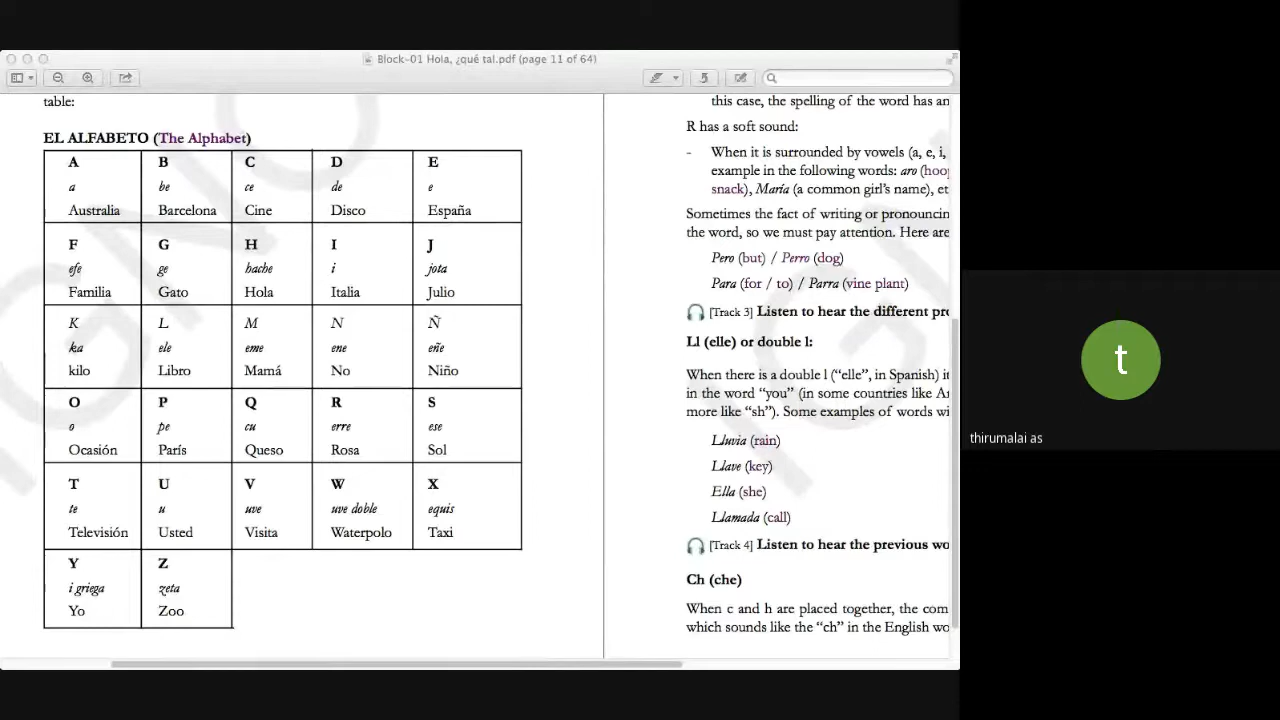 Block-01 Hola, ¿qué tal.pdf (page 11 of 64)
table:
EL ALFABETO (The Alphabet)
A B C D E
a be ce de e
Australia Barcelona Cine Disco España
F G H I J
efe ge hache i jota
Familia Gato Hola Italia Julio
K L M N Ñ
ka ele eme ene eñe
kilo Libro Mamá No Niño
O P Q R S
o pe cu erre ese
Ocasión París Queso Rosa Sol
T U V W X
te u uve uve doble equis
Televisión Usted Visita Waterpolo Taxi
Y Z
i griega zeta
Yo Zoo
this case, the spelling of the word has an
R has a soft sound:
- When it is surrounded by vowels (a, e, i,
example in the following words: aro (hoop
snack), María (a common girl's name), et
Sometimes the fact of writing or pronouncin
the word, so we must pay attention. Here are
Pero (but) / Perro (dog)
Para (for / to) / Parra (vine plant)
[Track 3] Listen to hear the different pro
Ll (elle) or double l:
When there is a double l ("elle", in Spanish) it
in the word "you" (in some countries like Ar
more like "sh"). Some examples of words wi
Lluvia (rain)
Llave (key)
Ella (she)
Llamada (call)
[Track 4] Listen to hear the previous wo
Ch (che)
When c and h are placed together, the com
which sounds like the "ch" in the English wo
t
thirumalai as